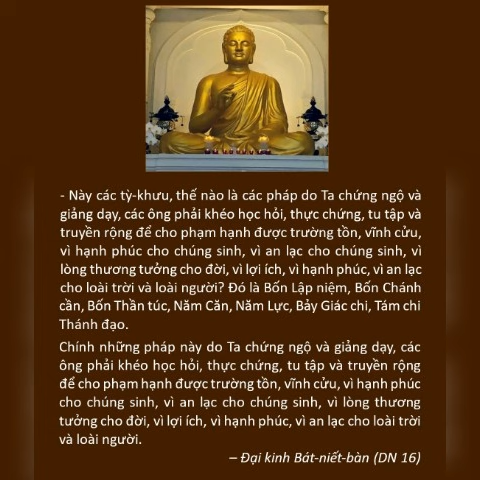 - Này các tỳ-khưu, thế nào là các pháp do Ta chứng ngộ và
giảng dạy, các ông phải khéo học hỏi, thực chứng, tu tập và
truyền rộng để cho phạm hạnh được trường tồn, vĩnh cửu,
vì hạnh phúc cho chúng sinh, vì an lạc cho chúng sinh, vì
lòng thương tưởng cho đời, vì lợi ích, vì hạnh phúc, vì an lạc
cho loài trời và loài người? Đó là Bốn Lập niệm, Bốn Chánh
cần, Bốn Thần túc, Năm Căn, Năm Lực, Bảy Giác chi, Tám chi
Thánh đạo.
Chính những pháp này do Ta chứng ngộ và giảng dạy, các
ông phải khéo học hỏi, thực chứng, tu tập và truyền rộng
để cho phạm hạnh được trường tồn, vĩnh cửu, vì hạnh phúc
cho chúng sinh, vì an lạc cho chúng sinh, vì lòng thương
tưởng cho đời, vì lợi ích, vì hạnh phúc, vì an lạc cho loài trời
và loài người.
– Đại kinh Bát-niết-bàn (DN 16)